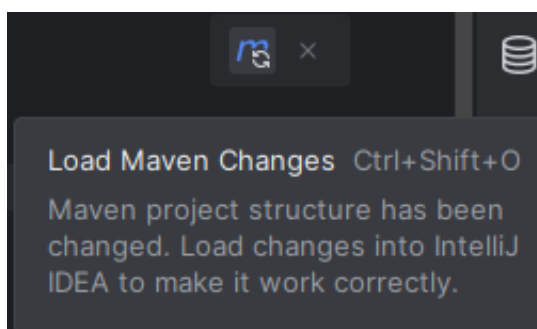 Load Maven Changes Ctrl+Shift+O
Maven project structure has been
changed. Load changes into IntelliJ
IDEA to make it work correctly.